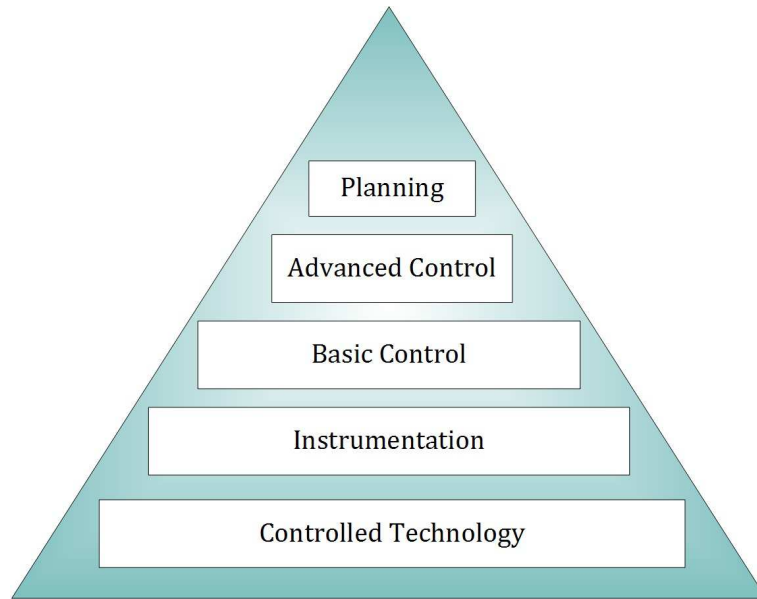 Planning
Advanced Control
Basic Control
Instrumentation
Controlled Technology